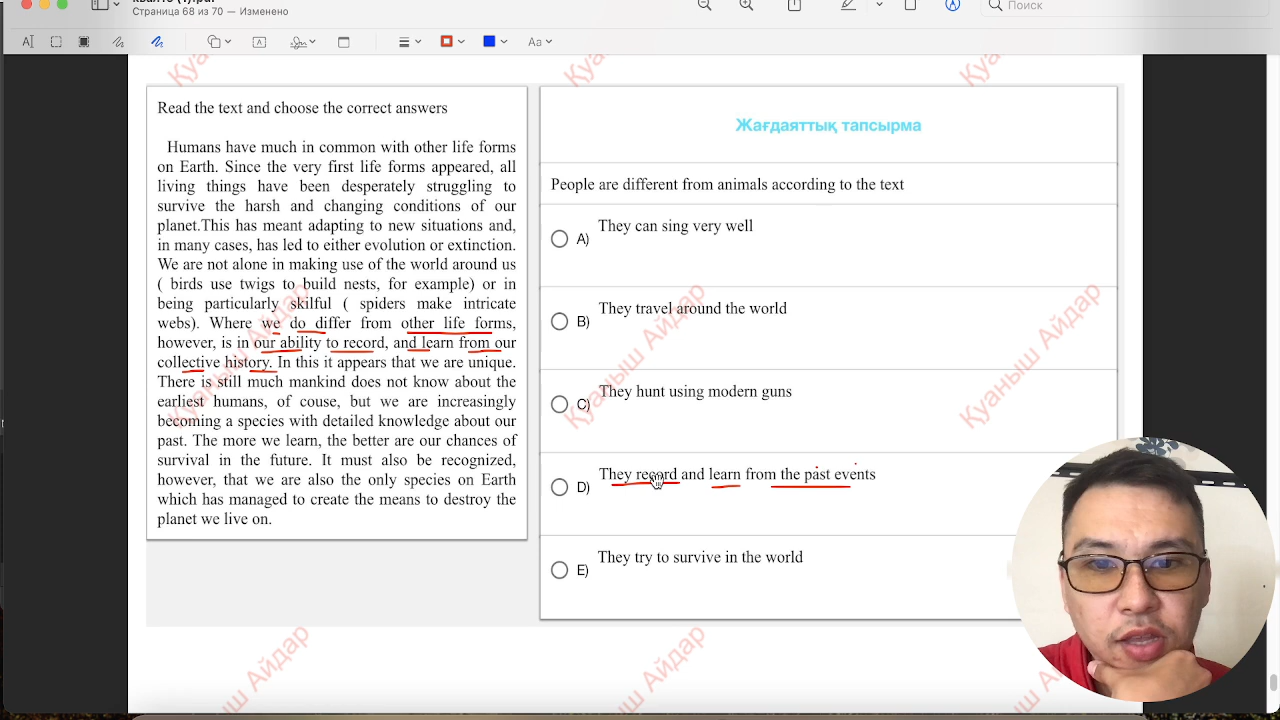 Страница 68 из 70 — Изменено
Поиск
Aa
Read the text and choose the correct answers
Humans have much in common with other life forms
on Earth. Since the very first life forms appeared, all
living things have been desperately struggling to
survive the harsh and changing conditions of our
planet.This has meant adapting to new situations and,
in many cases, has led to either evolution or extinction.
We are not alone in making use of the world around us
( birds use twigs to build nests, for example) or in
being particularly skilful ( spiders make intricate
webs). Where we do differ from other life forms,
however, is in our ability to record, and learn from our
collective history. In this it appears that we are unique.
There is still much mankind does not know about the
earliest humans, of couse, but we are increasingly
becoming a species with detailed knowledge about our
past. The more we learn, the better are our chances of
survival in the future. It must also be recognized,
however, that we are also the only species on Earth
which has managed to create the means to destroy the
planet we live on.
Жағдаяттық тапсырма
People are different from animals according to the text
A) They can sing very well
B) They travel around the world
C) They hunt using modern guns
D) They record and learn from the past events
E) They try to survive in the world
Қуаныш Айдар
Қуаныш Айдар
Қуаныш Айдар
Қуаныш Айдар
Қуаныш Айдар